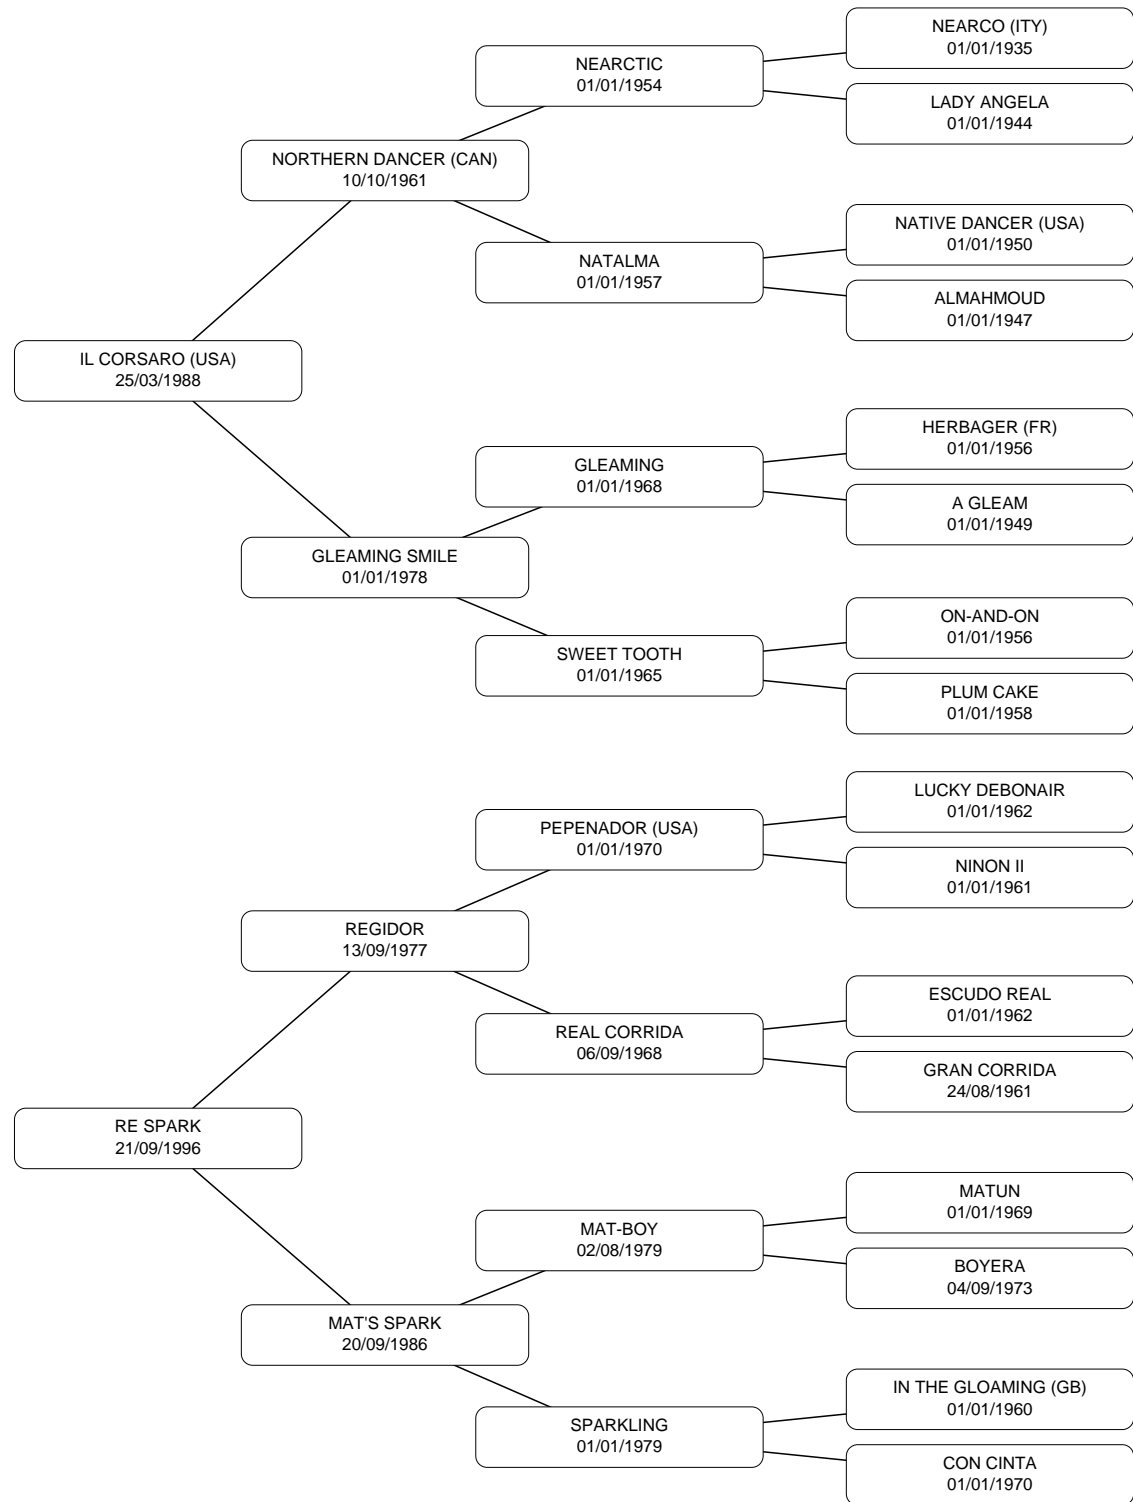 NEARCO (ITY)
01/01/1935
NEARCTIC
01/01/1954
LADY ANGELA
01/01/1944
NORTHERN DANCER (CAN)
10/10/1961
NATIVE DANCER (USA)
01/01/1950
NATALMA
01/01/1957
ALMAHMOUD
01/01/1947
IL CORSARO (USA)
25/03/1988
HERBAGER (FR)
01/01/1956
GLEAMING
01/01/1968
A GLEAM
01/01/1949
GLEAMING SMILE
01/01/1978
ON-AND-ON
01/01/1956
SWEET TOOTH
01/01/1965
PLUM CAKE
01/01/1958
LUCKY DEBONAIR
01/01/1962
PEPENADOR (USA)
01/01/1970
NINON II
01/01/1961
REGIDOR
13/09/1977
ESCUDO REAL
01/01/1962
REAL CORRIDA
06/09/1968
GRAN CORRIDA
24/08/1961
RE SPARK
21/09/1996
MATUN
01/01/1969
MAT-BOY
02/08/1979
BOYERA
04/09/1973
MAT'S SPARK
20/09/1986
IN THE GLOAMING (GB)
01/01/1960
SPARKLING
01/01/1979
CON CINTA
01/01/1970